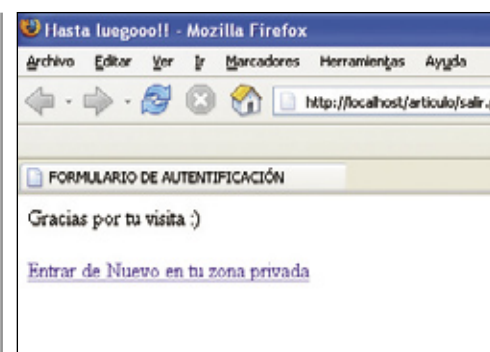 Hasta luegooo!! - Mozilla Firefox
Archivo Editar Ver Ir Marcadores Herramientas Ayuda
http://localhost/articulo/salir.
FORMULARIO DE AUTENTIFICACIÓN
Gracias por tu visita :)
Entrar de Nuevo en tu zona privada